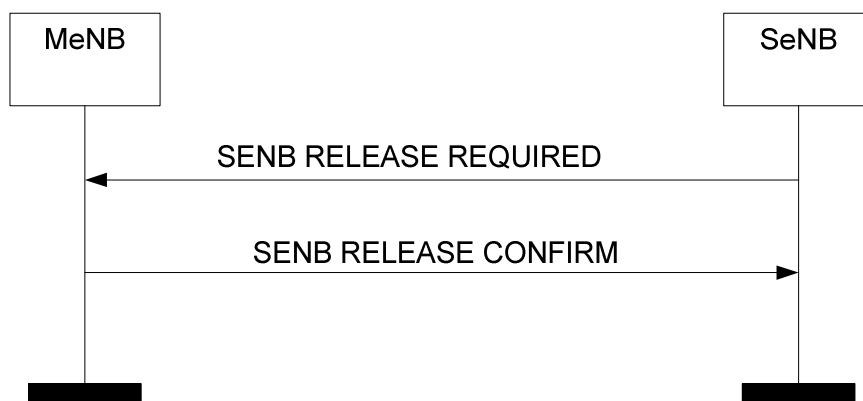 MeNB
SeNB
SENB RELEASE REQUIRED
SENB RELEASE CONFIRM